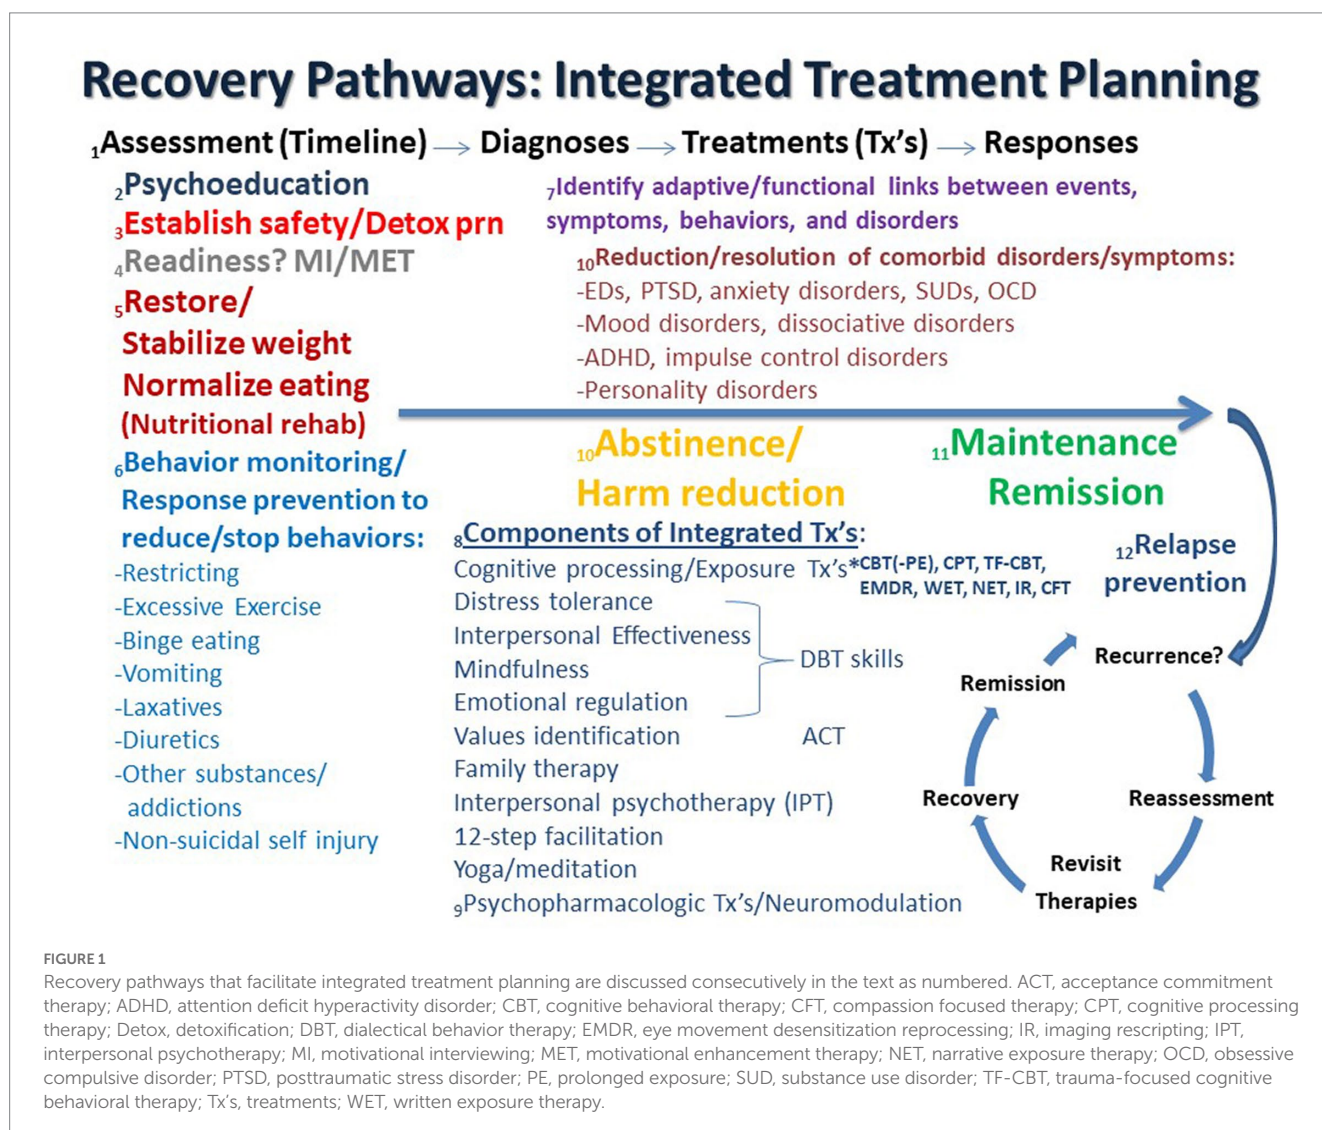 Recovery Pathways: Integrated Treatment Planning
1Assessment (Timeline) → Diagnoses → Treatments (Tx's) → Responses
2Psychoeducation
3Establish safety/Detox prn
4Readiness? MI/MET
5Restore/
Stabilize weight
Normalize eating
(Nutritional rehab)
6Behavior monitoring/
Response prevention to
reduce/stop behaviors:
-Restricting
-Excessive Exercise
-Binge eating
-Vomiting
-Laxatives
-Diuretics
-Other substances/
addictions
-Non-suicidal self injury
7Identify adaptive/functional links between events,
symptoms, behaviors, and disorders
10Reduction/resolution of comorbid disorders/symptoms:
-EDs, PTSD, anxiety disorders, SUDs, OCD
-Mood disorders, dissociative disorders
-ADHD, impulse control disorders
-Personality disorders
10Abstinence/
Harm reduction
11Maintenance
Remission
8Components of Integrated Tx's:
Cognitive processing/Exposure Tx's*CBT(-PE), CPT, TF-CBT,
EMDR, WET, NET, IR, CFT
Distress tolerance
Interpersonal Effectiveness
Mindfulness
Emotional regulation
DBT skills
Values identification ACT
Family therapy
Interpersonal psychotherapy (IPT)
12-step facilitation
Yoga/meditation
9Psychopharmacologic Tx's/Neuromodulation
12Relapse
prevention
Recurrence?
Reassessment
Revisit
Therapies
Recovery
Remission
FIGURE 1
Recovery pathways that facilitate integrated treatment planning are discussed consecutively in the text as numbered. ACT, acceptance commitment
therapy; ADHD, attention deficit hyperactivity disorder; CBT, cognitive behavioral therapy; CFT, compassion focused therapy; CPT, cognitive processing
therapy; Detox, detoxification; DBT, dialectical behavior therapy; EMDR, eye movement desensitization reprocessing; IR, imaging rescripting; IPT,
interpersonal psychotherapy; MI, motivational interviewing; MET, motivational enhancement therapy; NET, narrative exposure therapy; OCD, obsessive
compulsive disorder; PTSD, posttraumatic stress disorder; PE, prolonged exposure; SUD, substance use disorder; TF-CBT, trauma-focused cognitive
behavioral therapy; Tx's, treatments; WET, written exposure therapy.